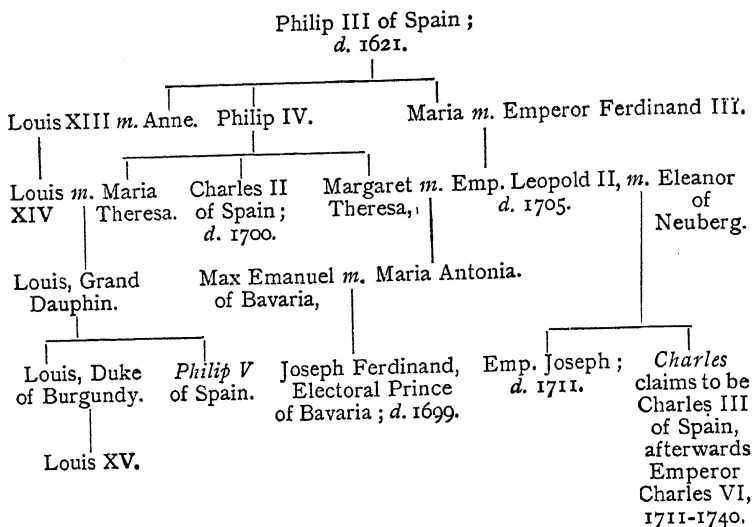 Philip III of Spain ;
d. 1621.
Louis XIII m. Anne. Philip IV. Maria m. Emperor Ferdinand III.
Louis m. Maria Charles II Margaret m. Emp. Leopold II, m. Eleanor
XIV Theresa. of Spain ; Theresa, d. 1705. of
d. 1700. Neuberg.
Louis, Grand Max Emanuel m. Maria Antonia.
Dauphin. of Bavaria,
Louis, Duke Philip V Joseph Ferdinand, Emp. Joseph ; Charles
of Burgundy. of Spain. Electoral Prince d. 1711. claims to be
of Bavaria ; d. 1699. Charles III
of Spain,
Louis XV. afterwards
Emperor
Charles VI,
1711-1740.